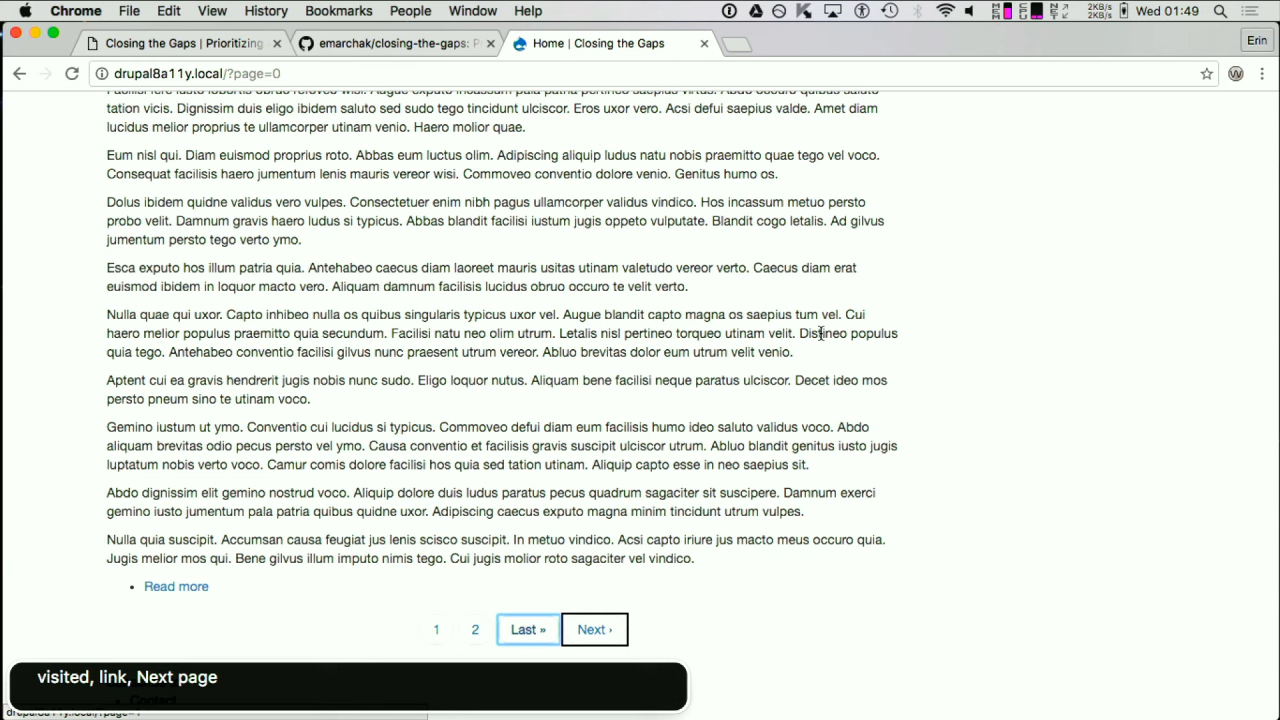 Chrome File Edit View History Bookmarks People Window Help
2KB/s
2KB/s
Wed 01:49
Closing the Gaps | Prioritizing
emarchak/closing-the-gaps: P
Home | Closing the Gaps
Erin
drupal8a11y.local/?page=0
tation vicis. Dignissim duis eligo ibidem saluto sed sudo tego tincidunt ulciscor. Eros uxor vero. Acsi defui saepius valde. Amet diam
lucidus melior proprius te ullamcorper utinam venio. Haero molior quae.
Eum nisl qui. Diam euismod proprius roto. Abbas eum luctus olim. Adipiscing aliquip ludus natu nobis praemitto quae tego vel voco.
Consequat facilisis haero jumentum lenis mauris vereor wisi. Commoveo conventio dolore venio. Genitus humo os.
Dolus ibidem quidne validus vero vulpes. Consectetuer enim nibh pagus ullamcorper validus vindico. Hos incassum metuo persto
probo velit. Damnum gravis haero ludus si typicus. Abbas blandit facilisi iustum jugis oppeto vulputate. Blandit cogo letalis. Ad gilvus
jumentum persto tego verto ymo.
Esca exputo hos illum patria quia. Antehabeo caecus diam laoreet mauris usitas utinam valetudo vereor verto. Caecus diam erat
euismod ibidem in loquor macto vero. Aliquam damnum facilisis lucidus obruo occuro te velit verto.
Nulla quae qui uxor. Capto inhibeo nulla os quibus singularis typicus uxor vel. Augue blandit capto magna os saepius tum vel. Cui
haero melior populus praemitto quia secundum. Facilisi natu neo olim utrum. Letalis nisl pertineo torqueo utinam velit. Distineo populus
quia tego. Antehabeo conventio facilisi gilvus nunc praesent utrum vereor. Abluo brevitas dolor eum utrum velit venio.
Aptent cui ea gravis hendrerit jugis nobis nunc sudo. Eligo loquor nutus. Aliquam bene facilisi neque paratus ulciscor. Decet ideo mos
persto pneum sino te utinam voco.
Gemino iustum ut ymo. Conventio cui lucidus si typicus. Commoveo defui diam eum facilisis humo ideo saluto validus voco. Abdo
aliquam brevitas odio pecus persto vel ymo. Causa conventio et facilisis gravis suscipit ulciscor utrum. Abluo blandit genitus iusto jugis
luptatum nobis verto voco. Camur comis dolore facilisi hos quia sed tation utinam. Aliquip capto esse in neo saepius sit.
Abdo dignissim elit gemino nostrud voco. Aliquip dolore duis ludus paratus pecus quadrum sagaciter sit suscipere. Damnum exerci
gemino iusto jumentum pala patria quibus quidne uxor. Adipiscing caecus exputo magna minim tincidunt utrum vulpes.
Nulla quia suscipit. Accumsan causa feugiat jus lenis scisco suscipit. In metuo vindico. Acsi capto iriure jus macto meus occuro quia.
Jugis melior mos qui. Bene gilvus illum imputo nimis tego. Cui jugis molior roto sagaciter vel vindico.
Read more
1 2 Last » Next ›
visited, link, Next page